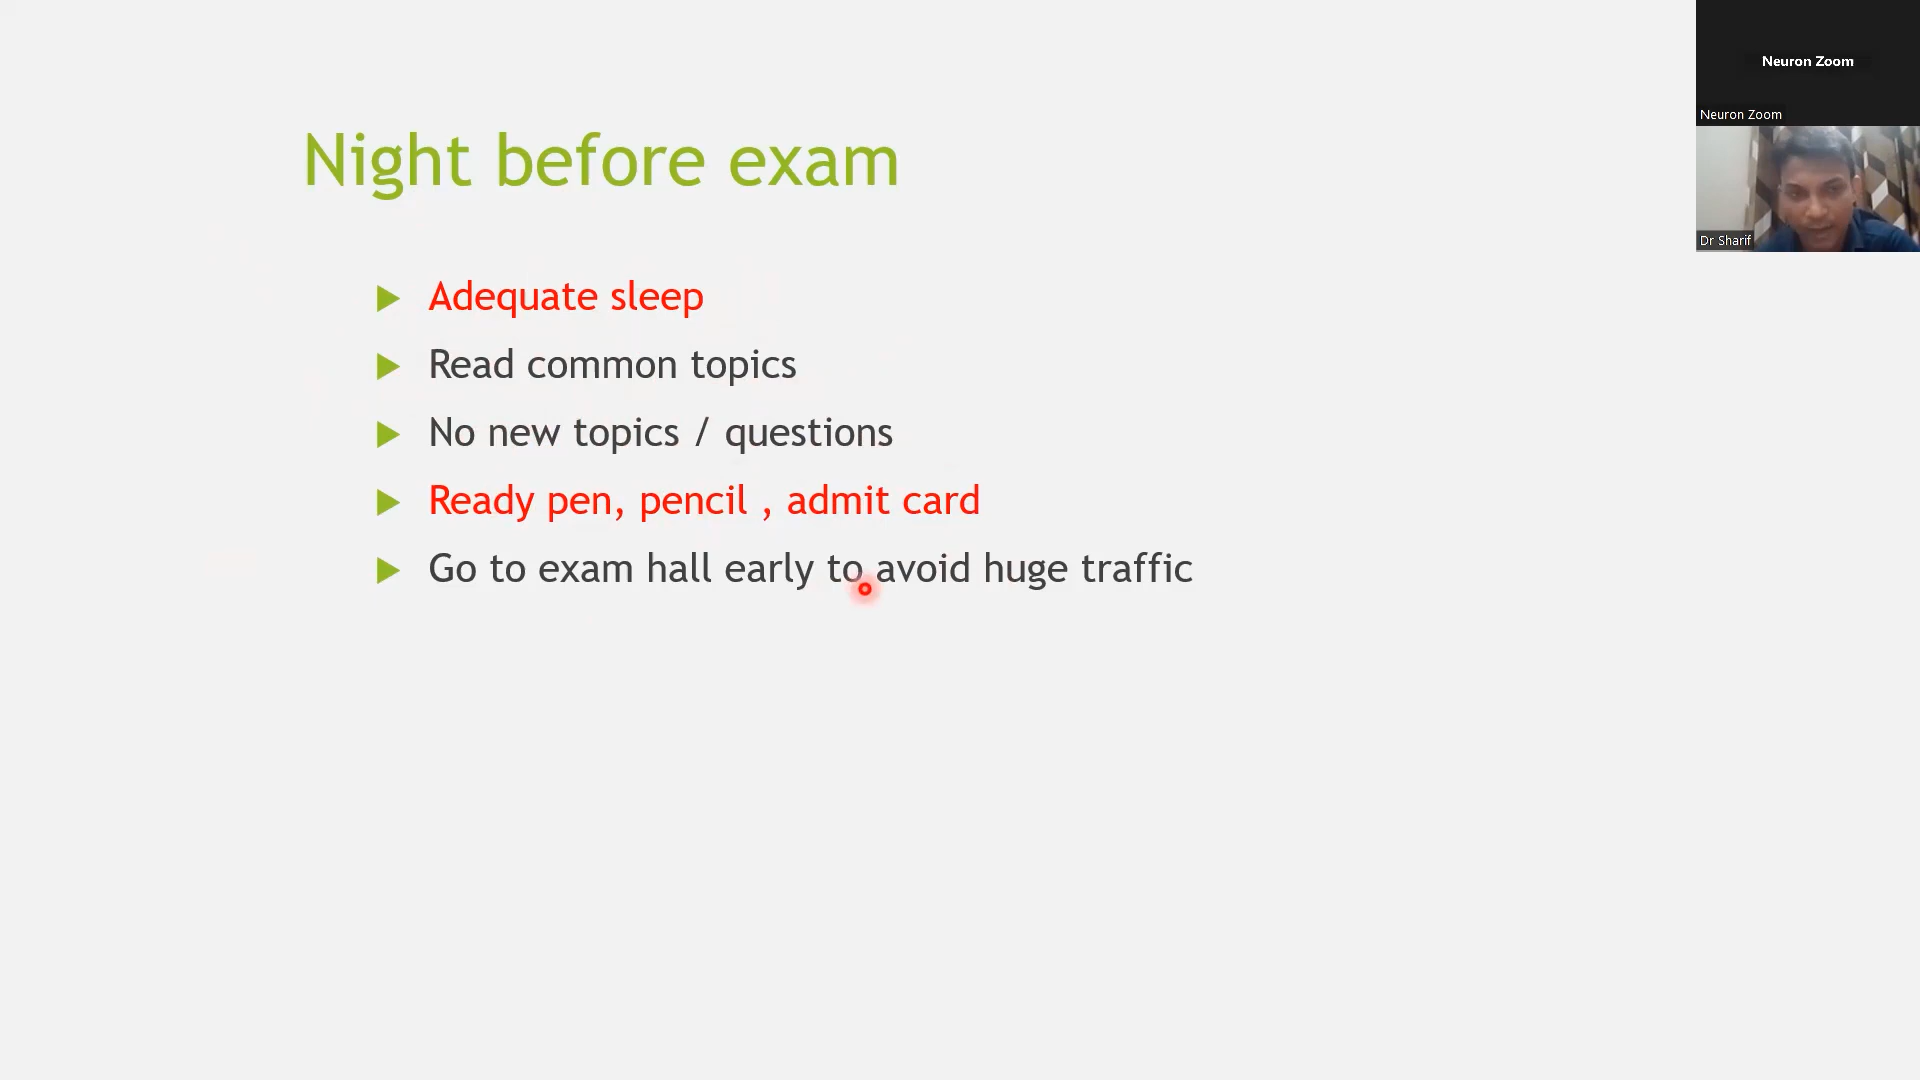 Night before exam
Adequate sleep
Read common topics
No new topics / questions
Ready pen, pencil , admit card
Go to exam hall early to avoid huge traffic
Neuron Zoom
Neuron Zoom
Dr Sharif